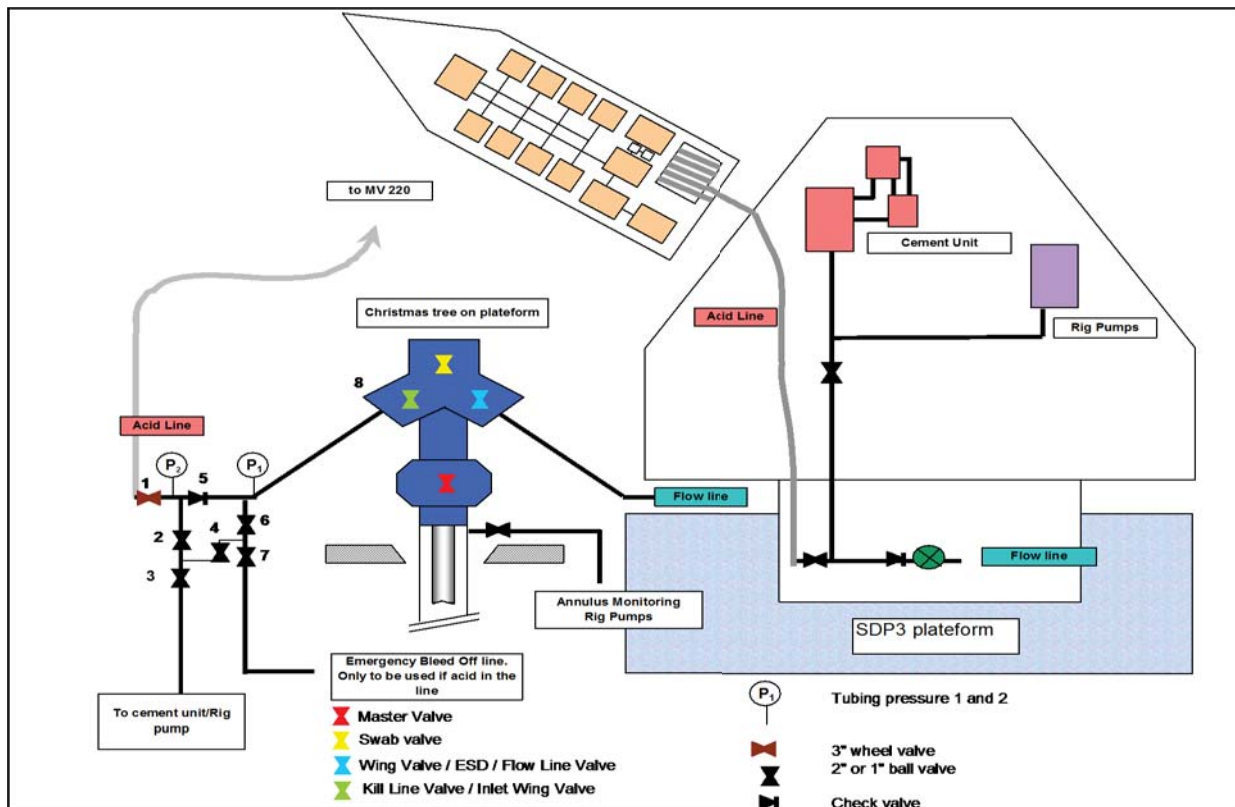 to MV 220
Cement Unit
Christmas tree on plateform
Acid Line
Rig Pumps
8
Acid Line
P2
5
P1
1
Flow line
6
2
4
7
3
Flow line
Annulus Monitoring
Rig Pumps
SDP3 plateform
Emergency Bleed Off line.
Only to be used if acid in the
line
To cement unit/Rig
pump
Master Valve
Swab valve
Wing Valve / ESD / Flow Line Valve
Kill Line Valve / Inlet Wing Valve
P1
Tubing pressure 1 and 2
3" wheel valve
2" or 1" ball valve
Check valve